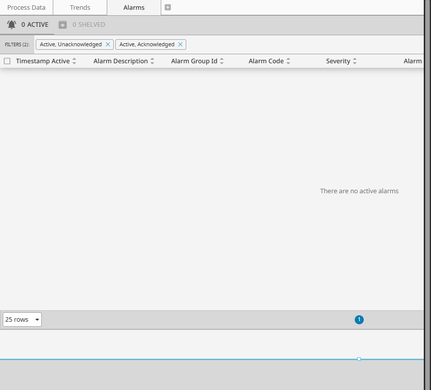 Process Data Trends Alarms
0 ACTIVE 0 SHELVED
FILTERS (2): Active, Unacknowledged Active, Acknowledged
Timestamp Active Alarm Description Alarm Group Id Alarm Code Severity Alarm
There are no active alarms
25 rows 1